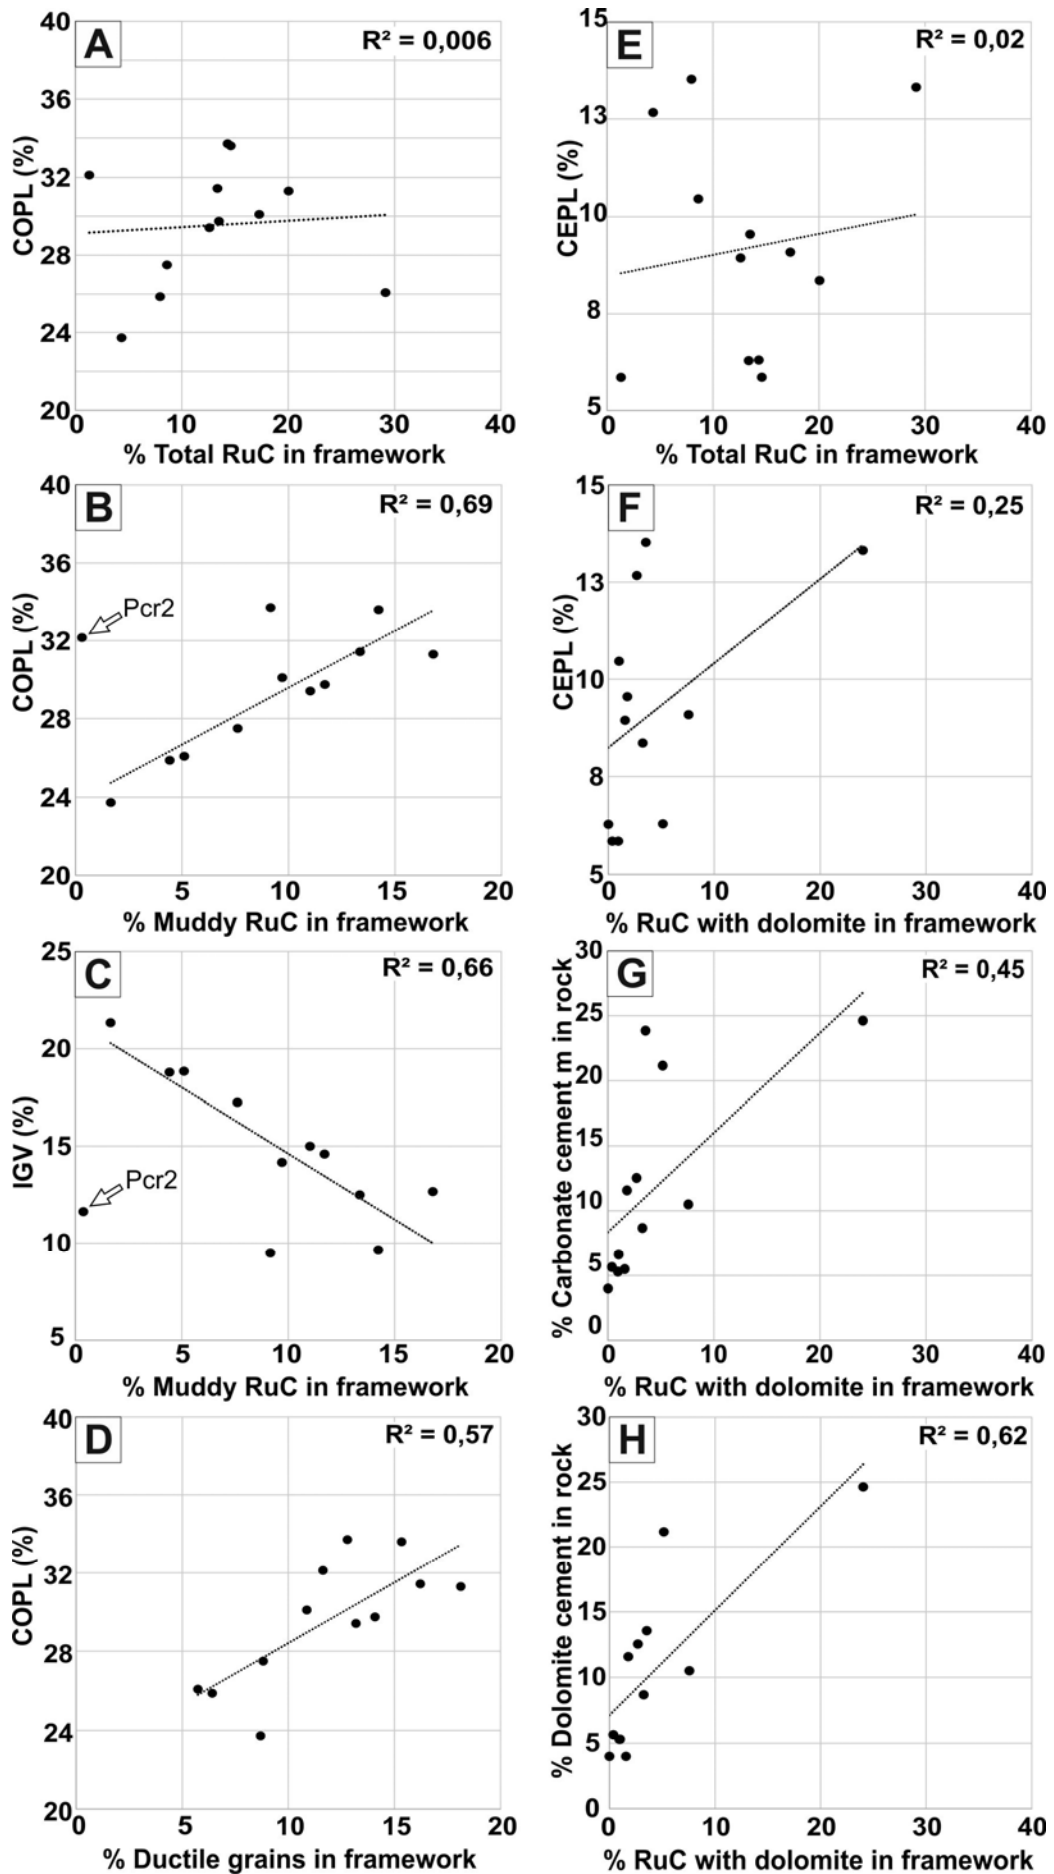 A
R² = 0,006
40
36
32
28
24
20
COPL (%)
0 10 20 30 40
% Total RuC in framework
E
R² = 0,02
15
13
10
8
5
CEPL (%)
0 10 20 30 40
% Total RuC in framework
B
R² = 0,69
40
36
32
28
24
20
COPL (%)
Pcr2
0 5 10 15 20
% Muddy RuC in framework
F
R² = 0,25
15
13
10
8
5
CEPL (%)
0 10 20 30 40
% RuC with dolomite in framework
C
R² = 0,66
25
20
15
10
5
IGV (%)
Pcr2
0 5 10 15 20
% Muddy RuC in framework
G
R² = 0,45
30
25
20
15
10
5
0
% Carbonate cement m in rock
0 10 20 30 40
% RuC with dolomite in framework
D
R² = 0,57
40
36
32
28
24
20
COPL (%)
0 5 10 15 20
% Ductile grains in framework
H
R² = 0,62
30
25
20
15
10
5
0
% Dolomite cement in rock
0 10 20 30 40
% RuC with dolomite in framework